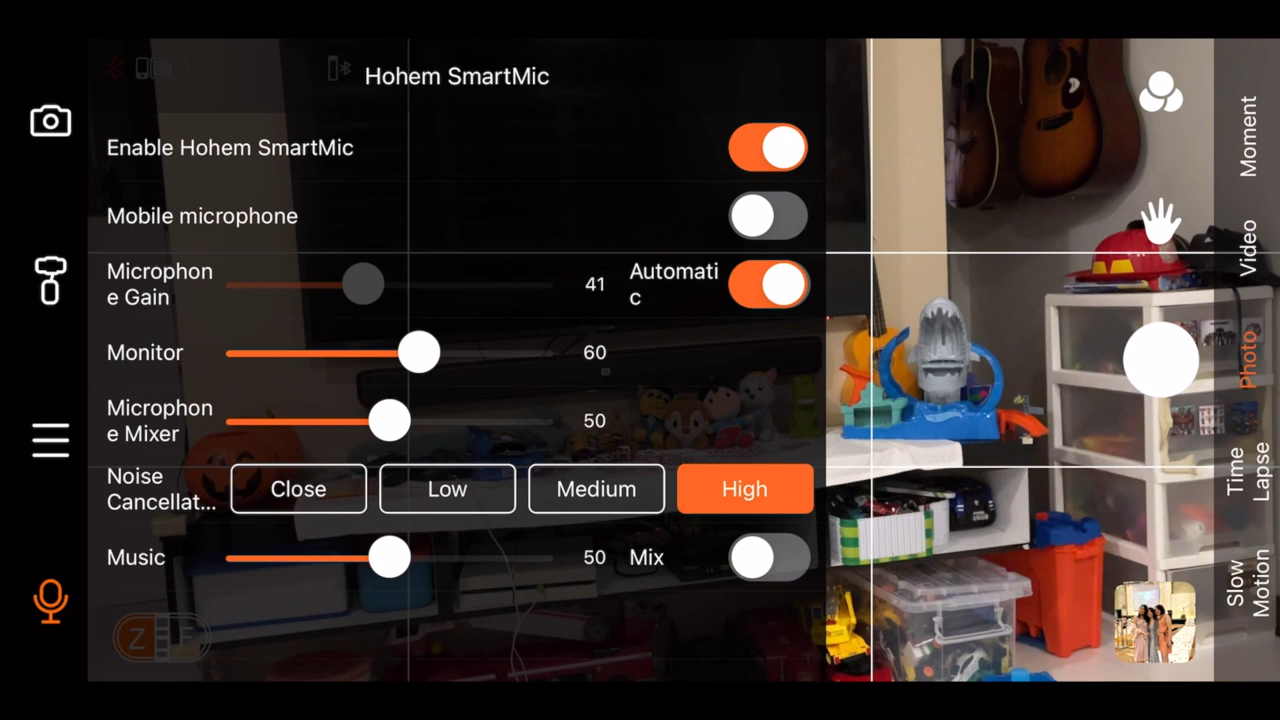 Hohem SmartMic
Enable Hohem SmartMic
Mobile microphone
Microphon
e Gain
41
Automati
c
Monitor
60
Microphon
e Mixer
50
Noise
Cancellat...
Close
Low
Medium
High
Music
50
Mix
Z
F
Moment
Video
Photo
Time
Lapse
Slow
Motion